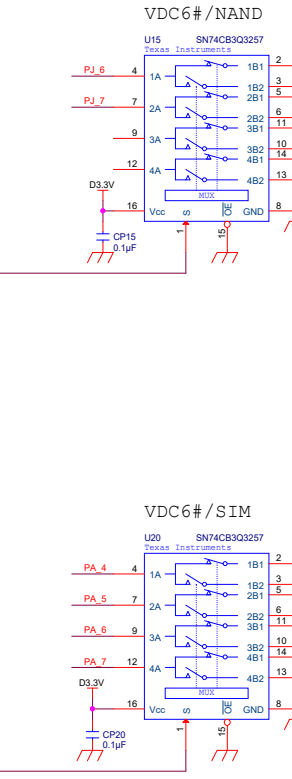 VDC6#/NAND
U15 SN74CB3Q3257
Texas Instruments
PJ_6 4 1A 1B1 2
1B2 3
PJ_7 7 2A 2B1 5
2B2 6
9 3A 3B1 11
3B2 10
12 4A 4B1 14
4B2 13
D3.3V
MUX
16 Vcc S OE GND 8
1 15
CP15
0.1µF
VDC6#/SIM
U20 SN74CB3Q3257
Texas Instruments
PA_4 4 1A 1B1 2
1B2 3
PA_5 7 2A 2B1 5
2B2 6
PA_6 9 3A 3B1 11
3B2 10
PA_7 12 4A 4B1 14
4B2 13
D3.3V
MUX
16 Vcc S OE GND 8
1 15
CP20
0.1µF